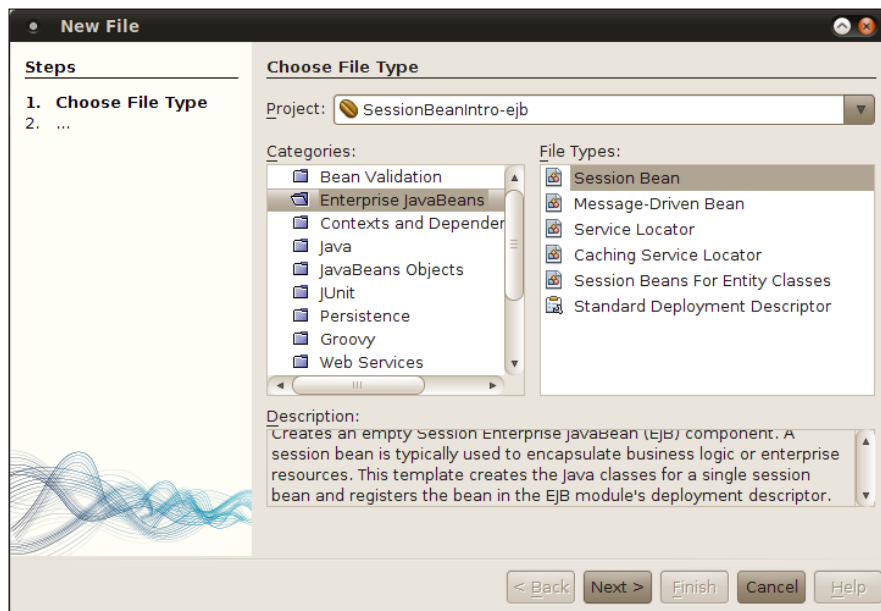 New File
Steps
1. Choose File Type
2. ...
Choose File Type
Project: SessionBeanIntro-ejb
Categories:
Bean Validation
Enterprise JavaBeans
Contexts and Depender
Java
JavaBeans Objects
JUnit
Persistence
Groovy
Web Services
File Types:
Session Bean
Message-Driven Bean
Service Locator
Caching Service Locator
Session Beans For Entity Classes
Standard Deployment Descriptor
Description:
Creates an empty Session Enterprise JavaBean (EJB) component. A
session bean is typically used to encapsulate business logic or enterprise
resources. This template creates the Java classes for a single session
bean and registers the bean in the EJB module's deployment descriptor.
< Back
Next >
Finish
Cancel
Help